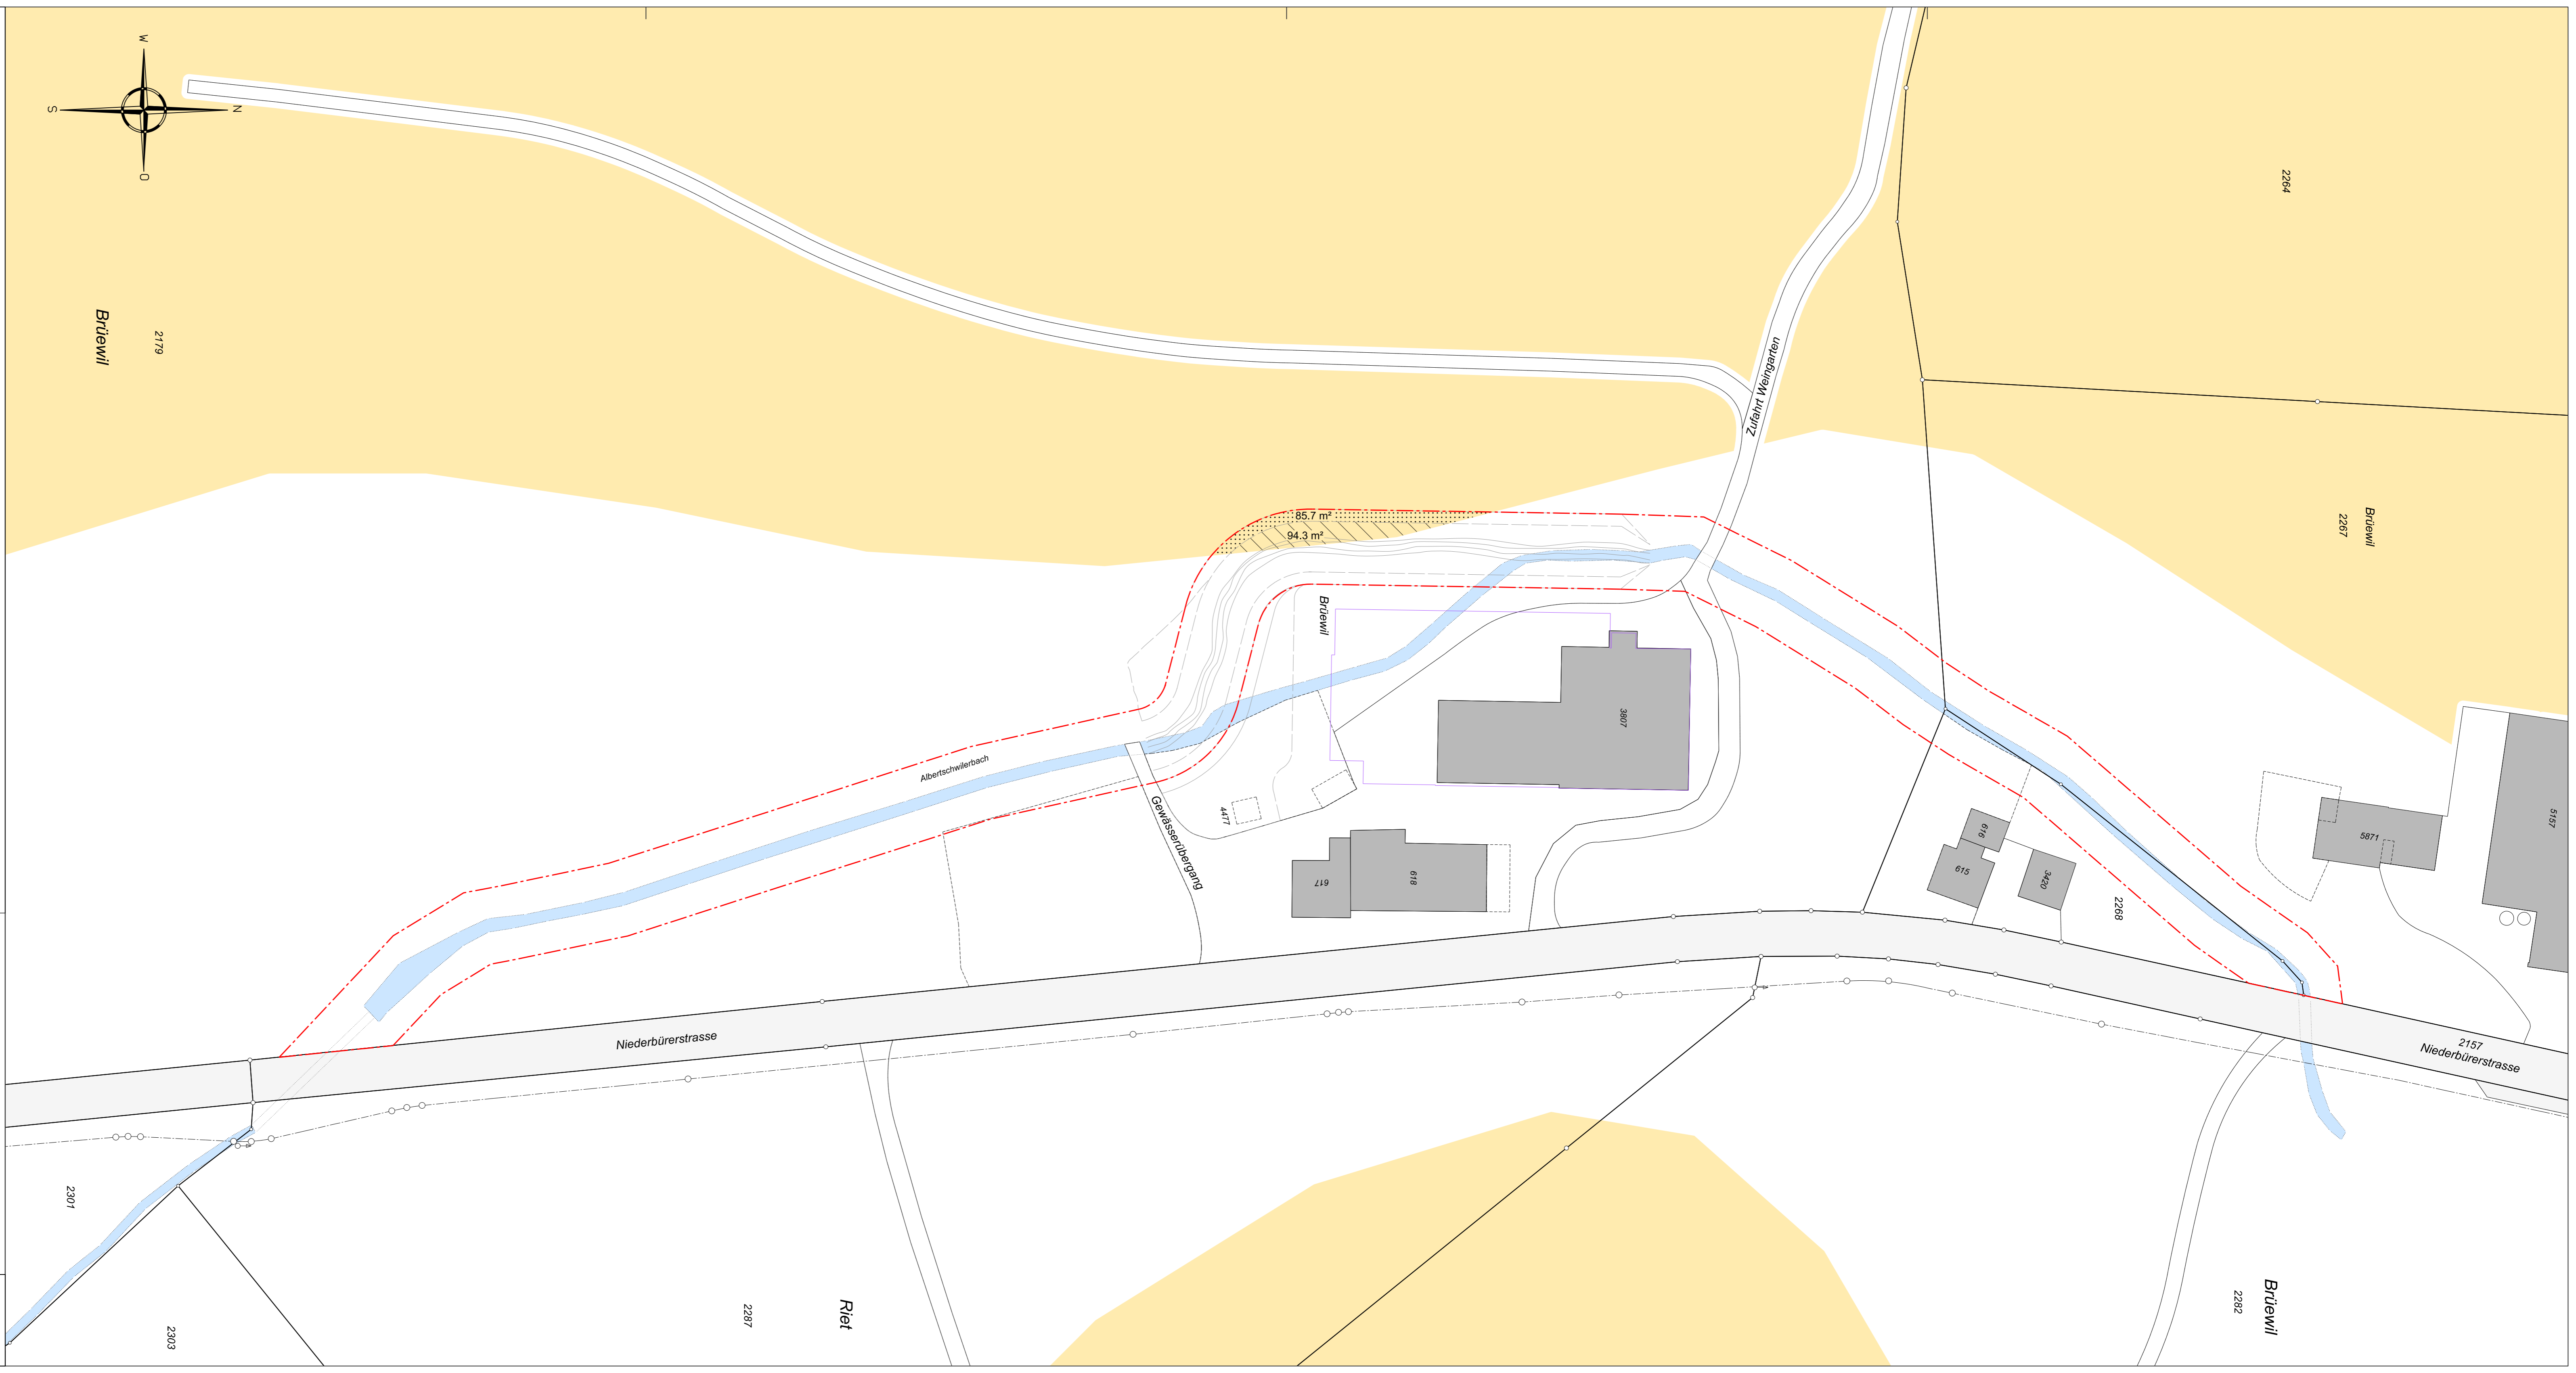 W
S
N
O
2264
Brüewil
2179
Zufahrt Weingarten
Brüewil
2267
85.7 m²
94.3 m²
Brüewil
3807
Albertschwilerbach
Gewässerübergang
4477
617
618
616
615
3420
2268
5871
5157
Niederbürerstrasse
2157
Niederbürerstrasse
2301
2303
2287
Riet
2282
Brüewil